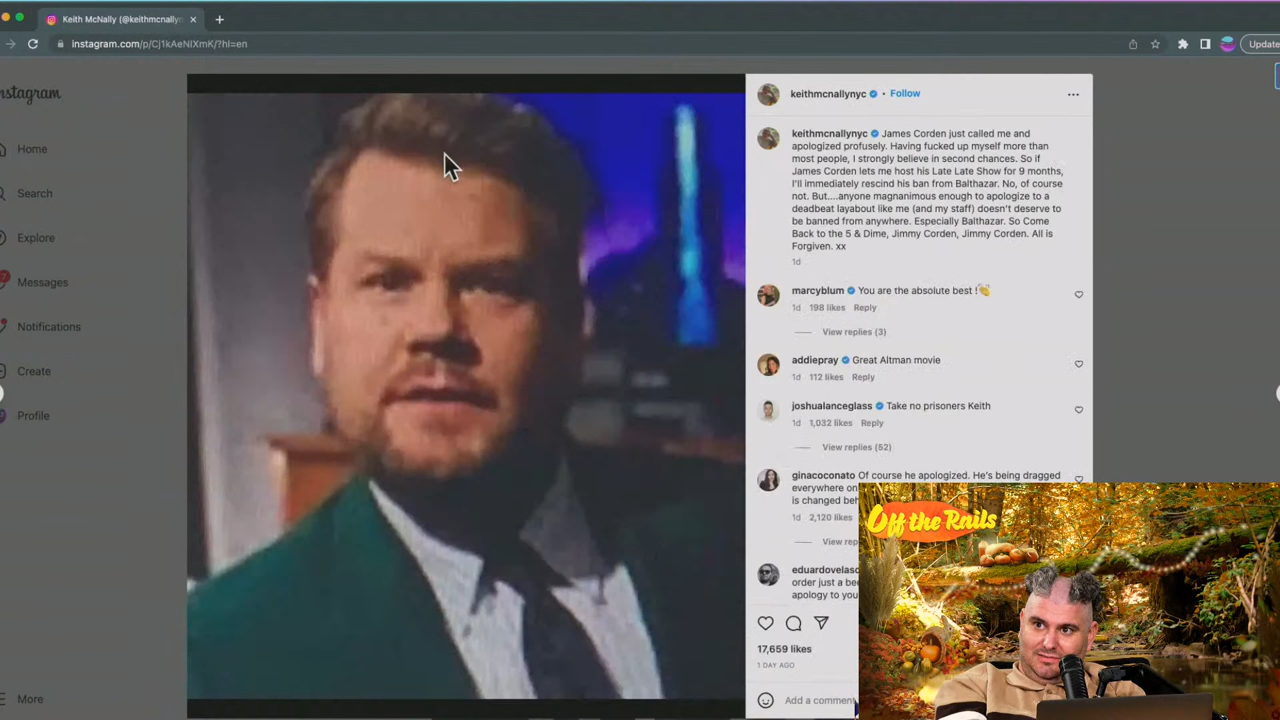 Keith McNally (@keithmcnallyn
instagram.com/p/Cj1kAeNIXmK/?hl=en
Update
nstagram
Home
Search
Explore
7
Messages
Notifications
Create
Profile
More
keithmcnallynyc • Follow
keithmcnallynyc James Corden just called me and
apologized profusely. Having fucked up myself more than
most people, I strongly believe in second chances. So if
James Corden lets me host his Late Late Show for 9 months,
I'll immediately rescind his ban from Balthazar. No, of course
not. But....anyone magnanimous enough to apologize to a
deadbeat layabout like me (and my staff) doesn't deserve to
be banned from anywhere. Especially Balthazar. So Come
Back to the 5 & Dime, Jimmy Corden, Jimmy Corden. All is
Forgiven. xx
1d
marcyblum You are the absolute best !👏
1d 198 likes Reply
View replies (3)
addiepray Great Altman movie
1d 112 likes Reply
joshualanceglass Take no prisoners Keith
1d 1,032 likes Reply
View replies (52)
ginacoconato Of course he apologized. He's being dragged
everywhere on
is changed beh
1d 2,120 likes
View rep
eduardovelasc
order just a bee
apology to you
17,659 likes
1 DAY AGO
Add a comment
Off the Rails